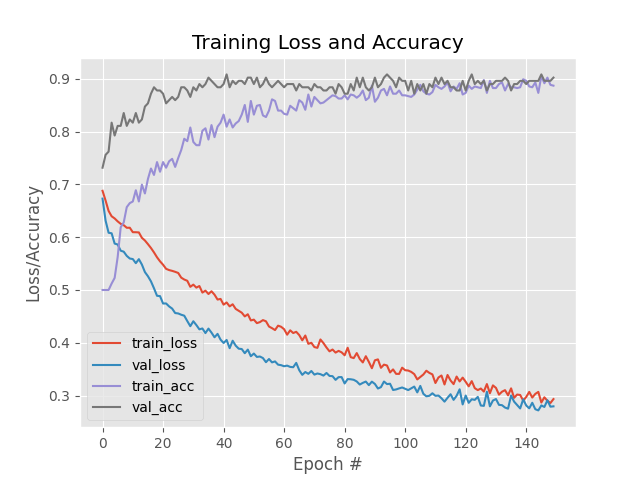 Training Loss and Accuracy
Loss/Accuracy
0.9
0.8
0.7
0.6
0.5
0.4
0.3
train_loss
val_loss
train_acc
val_acc
0 20 40 60 80 100 120 140
Epoch #